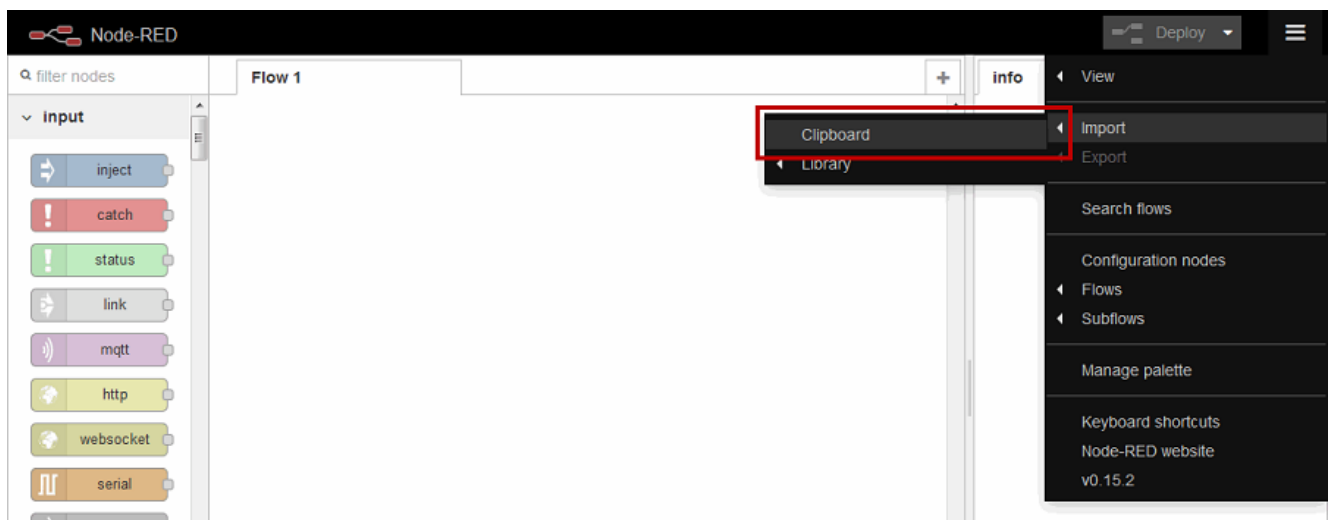 Node-RED
Deploy
filter nodes
Flow 1
+
info
input
inject
catch
status
link
mqtt
http
websocket
serial
Clipboard
Library
View
Import
Export
Search flows
Configuration nodes
Flows
Subflows
Manage palette
Keyboard shortcuts
Node-RED website
v0.15.2